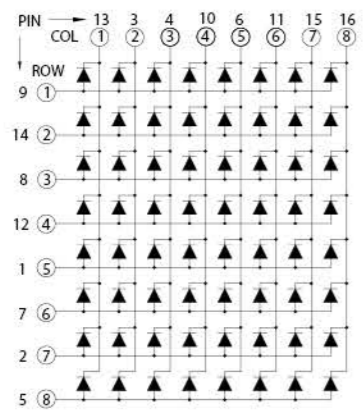 PIN 13 3 4 10 6 11 15 16
COL ① ② ③ ④ ⑤ ⑥ ⑦ ⑧
ROW
9 ①
14 ②
8 ③
12 ④
1 ⑤
7 ⑥
2 ⑦
5 ⑧